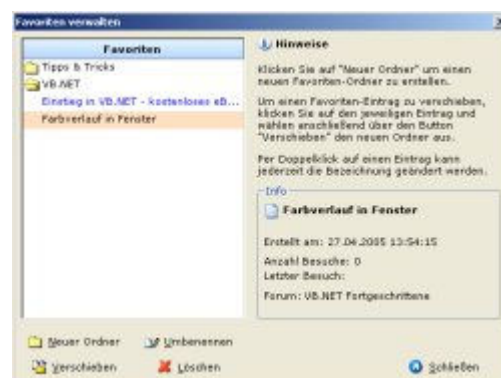 Favoriten verwalten
Favoriten
Tipps & Tricks
VB.NET
Einstieg in VB.NET - kostenloses eB...
Farbverlauf in Fenster
Hinweise
Klicken Sie auf "Neuer Ordner" um einen
neuen Favoriten-Ordner zu erstellen.
Um einen Favoriten-Eintrag zu verschieben,
klicken Sie auf den jeweiligen Eintrag und
wählen anschließend über den Button
"Verschieben" den neuen Ordner aus.
Per Doppelklick auf einen Eintrag kann
jederzeit die Bezeichnung geändert werden.
Info
Farbverlauf in Fenster
Erstellt am: 27.04.2005 13:54:15
Anzahl Besuche: 0
Letzter Besuch:
Forum: VB.NET Fortgeschrittene
Neuer Ordner
Umbenennen
Verschieben
Löschen
Schließen